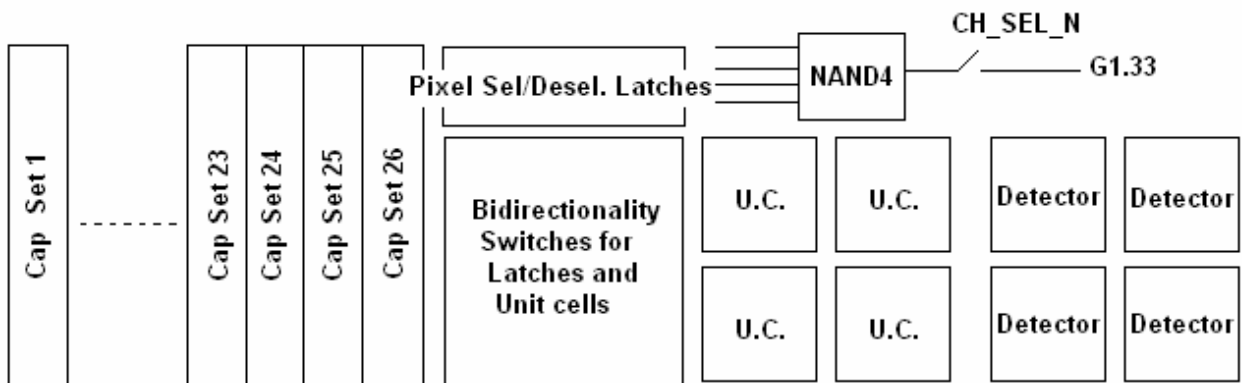 CH_SEL_N
Pixel Sel/Desel. Latches
NAND4
G1.33
Cap Set 1
Cap Set 23
Cap Set 24
Cap Set 25
Cap Set 26
Bidirectionality
Switches for
Latches and
Unit cells
U.C.
U.C.
Detector
Detector
U.C.
U.C.
Detector
Detector